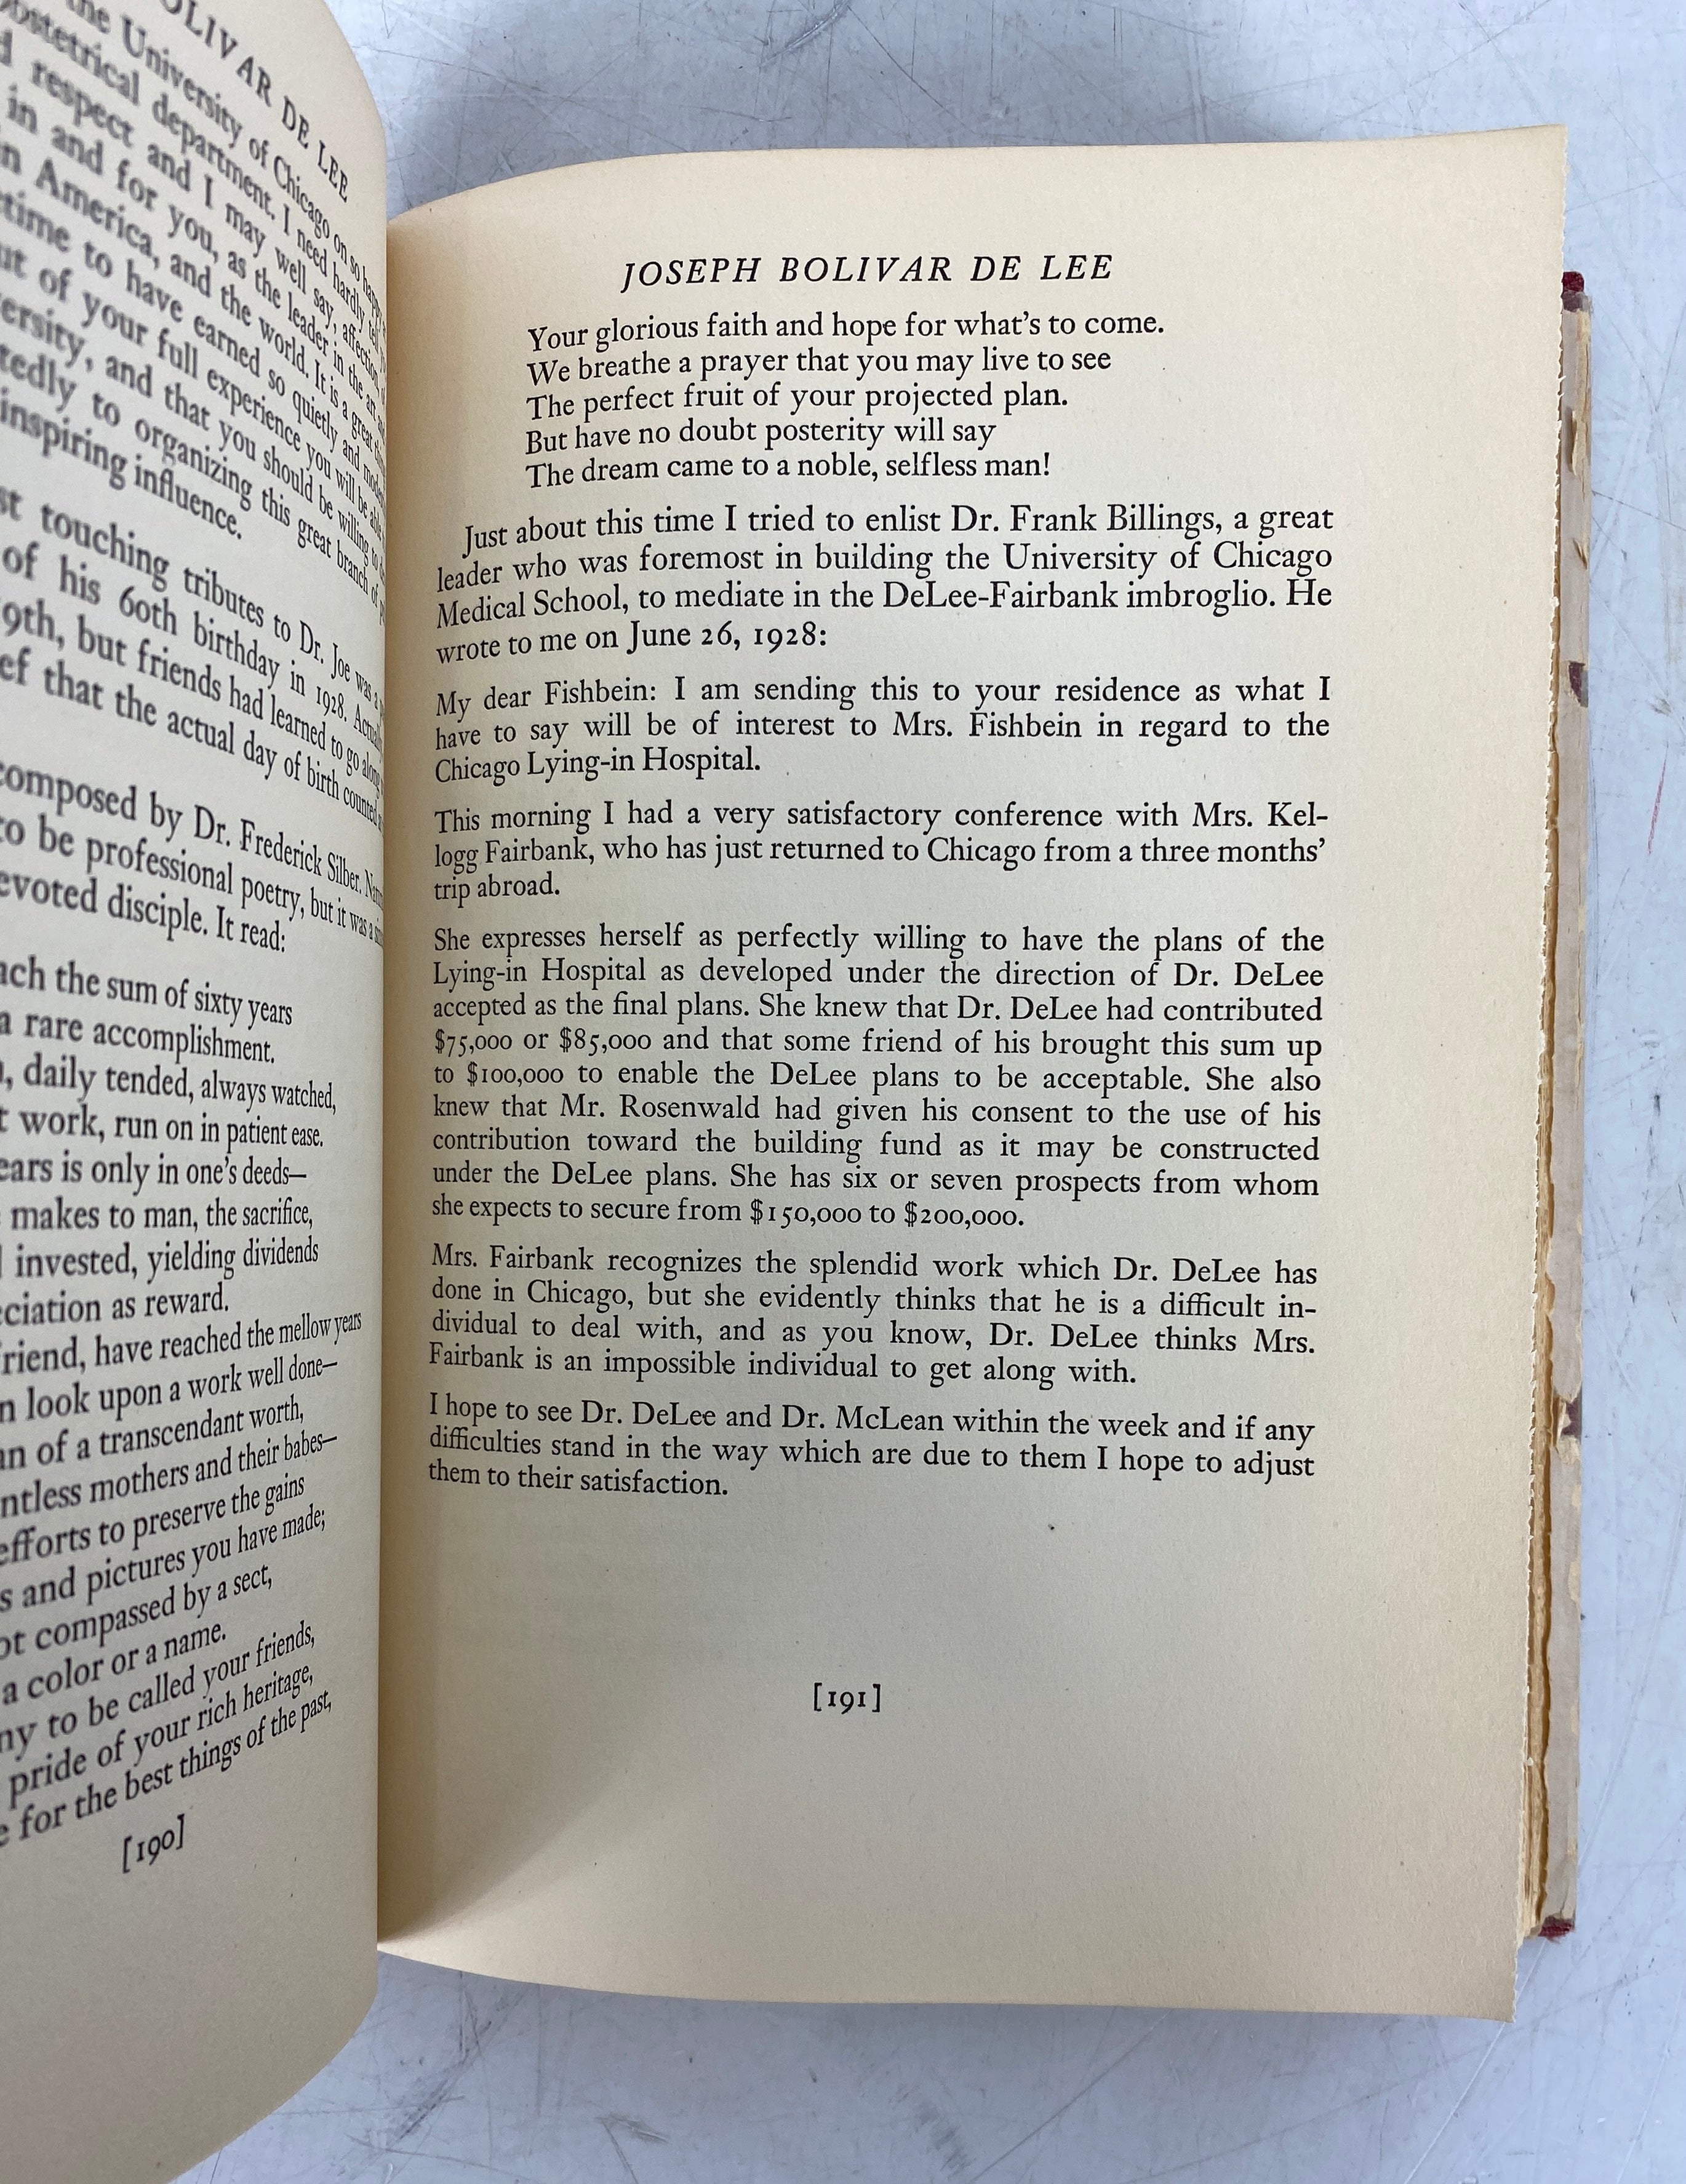 OLIVAR DE LEE
the University of Chicago on so happy
obstetrical department. I need hardly tell you
respect and I may well say, affection,
in and for you, as the leader in the art and
in America, and the world. It is a great thing
time to have earned so quietly and modestly
of your full experience you will be able
and that you should be willing to
to organizing this great branch of
inspiring influence.
touching tributes to Dr. Joe was a
of his 60th birthday in 1928. Actually
but friends had learned to go along
that the actual day of birth counted
composed by Dr. Frederick Silber.
to be professional poetry, but it was a
disciple. It read:
the sum of sixty years
a rare accomplishment.
daily tended, always watched,
work, run on in patient ease.
is only in one's deeds—
makes to man, the sacrifice,
invested, yielding dividends
as reward.
friend, have reached the mellow years
look upon a work well done—
of a transcendant worth,
mothers and their babes—
efforts to preserve the gains
and pictures you have made;
compassed by a sect,
a color or a name.
to be called your friends,
pride of your rich heritage,
for the best things of the past,
[190]
JOSEPH BOLIVAR DE LEE
Your glorious faith and hope for what's to come.
We breathe a prayer that you may live to see
The perfect fruit of your projected plan.
But have no doubt posterity will say
The dream came to a noble, selfless man!
Just about this time I tried to enlist Dr. Frank Billings, a great
leader who was foremost in building the University of Chicago
Medical School, to mediate in the DeLee-Fairbank imbroglio. He
wrote to me on June 26, 1928:
My dear Fishbein: I am sending this to your residence as what I
have to say will be of interest to Mrs. Fishbein in regard to the
Chicago Lying-in Hospital.
This morning I had a very satisfactory conference with Mrs. Kel-
logg Fairbank, who has just returned to Chicago from a three months'
trip abroad.
She expresses herself as perfectly willing to have the plans of the
Lying-in Hospital as developed under the direction of Dr. DeLee
accepted as the final plans. She knew that Dr. DeLee had contributed
$75,000 or $85,000 and that some friend of his brought this sum up
to $100,000 to enable the DeLee plans to be acceptable. She also
knew that Mr. Rosenwald had given his consent to the use of his
contribution toward the building fund as it may be constructed
under the DeLee plans. She has six or seven prospects from whom
she expects to secure from $150,000 to $200,000.
Mrs. Fairbank recognizes the splendid work which Dr. DeLee has
done in Chicago, but she evidently thinks that he is a difficult in-
dividual to deal with, and as you know, Dr. DeLee thinks Mrs.
Fairbank is an impossible individual to get along with.
I hope to see Dr. DeLee and Dr. McLean within the week and if any
difficulties stand in the way which are due to them I hope to adjust
them to their satisfaction.
[191]